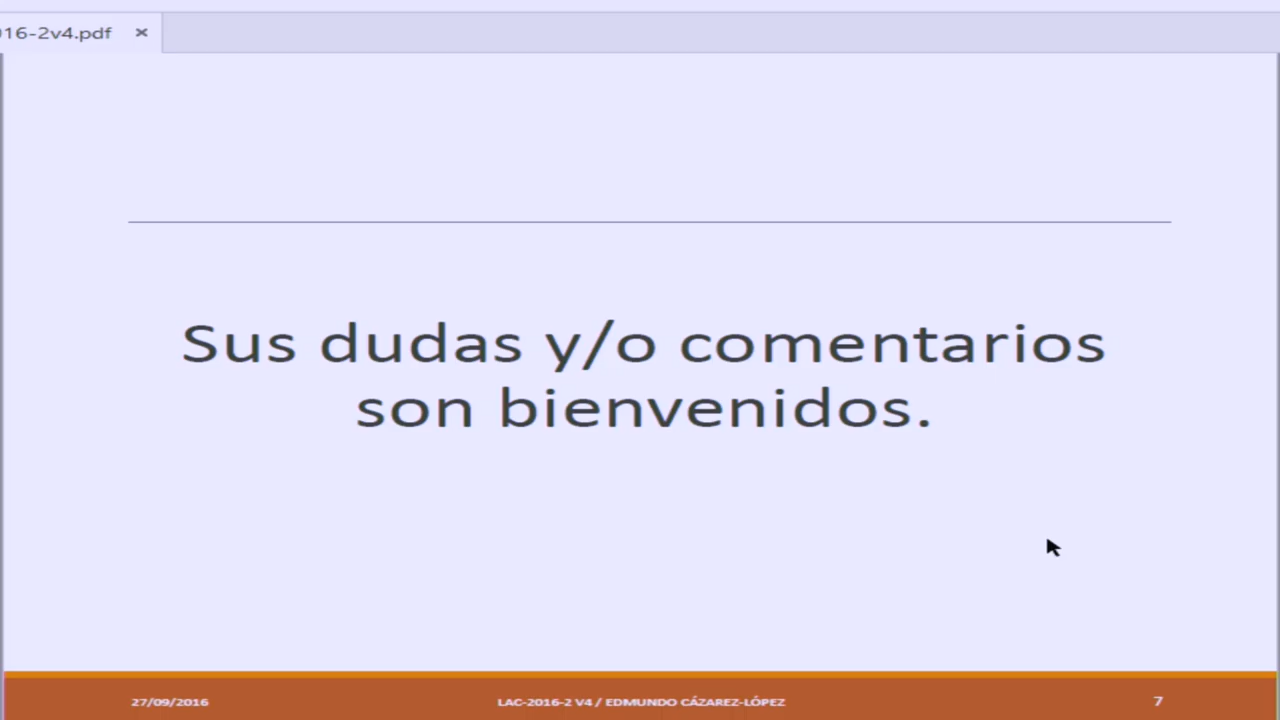 16-2v4.pdf ×
Sus dudas y/o comentarios
son bienvenidos.
27/09/2016 LAC-2016-2 V4 / EDMUNDO CÁZAREZ-LÓPEZ 7